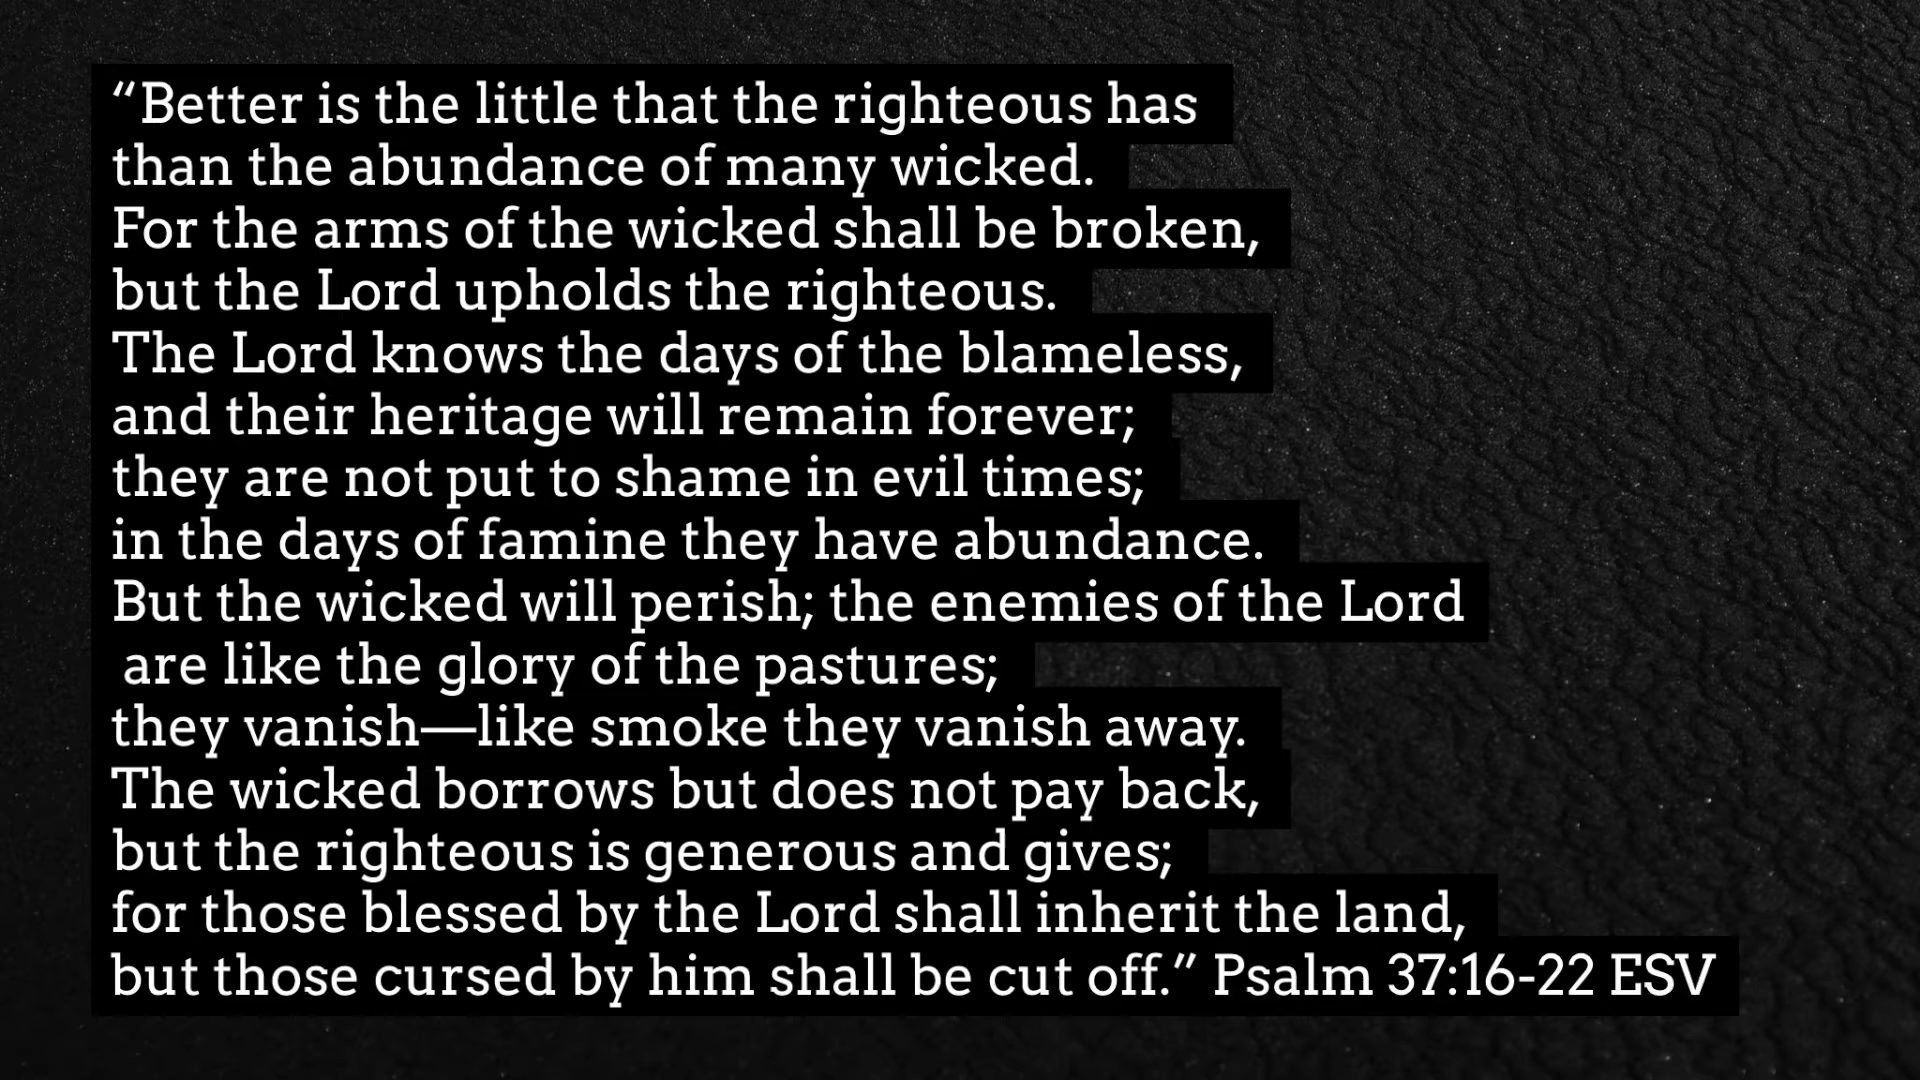 “Better is the little that the righteous has
than the abundance of many wicked.
For the arms of the wicked shall be broken,
but the Lord upholds the righteous.
The Lord knows the days of the blameless,
and their heritage will remain forever;
they are not put to shame in evil times;
in the days of famine they have abundance.
But the wicked will perish; the enemies of the Lord
are like the glory of the pastures;
they vanish—like smoke they vanish away.
The wicked borrows but does not pay back,
but the righteous is generous and gives;
for those blessed by the Lord shall inherit the land,
but those cursed by him shall be cut off.” Psalm 37:16-22 ESV